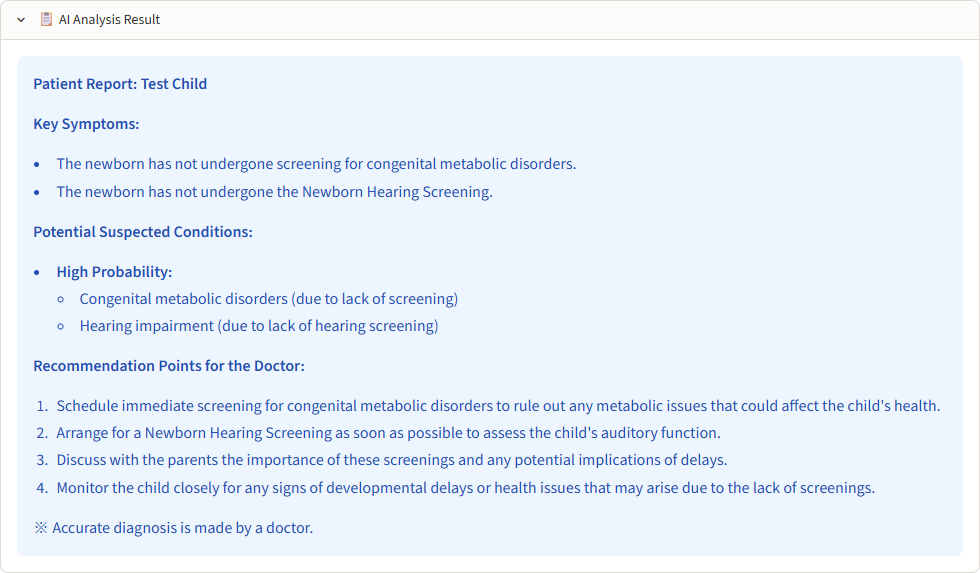 AI Analysis Result
Patient Report: Test Child
Key Symptoms:
• The newborn has not undergone screening for congenital metabolic disorders.
• The newborn has not undergone the Newborn Hearing Screening.
Potential Suspected Conditions:
• High Probability:
◦ Congenital metabolic disorders (due to lack of screening)
◦ Hearing impairment (due to lack of hearing screening)
Recommendation Points for the Doctor:
1. Schedule immediate screening for congenital metabolic disorders to rule out any metabolic issues that could affect the child's health.
2. Arrange for a Newborn Hearing Screening as soon as possible to assess the child's auditory function.
3. Discuss with the parents the importance of these screenings and any potential implications of delays.
4. Monitor the child closely for any signs of developmental delays or health issues that may arise due to the lack of screenings.
※ Accurate diagnosis is made by a doctor.